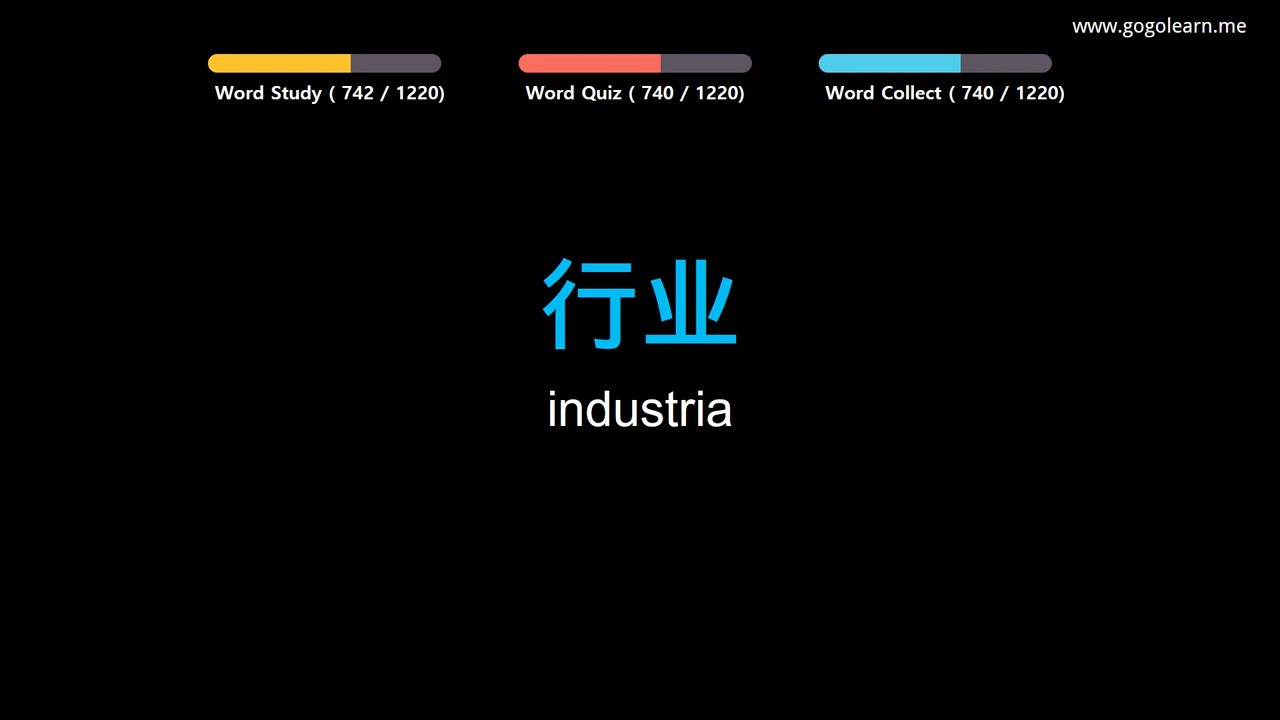 www.gogolearn.me
Word Study ( 742 / 1220)
Word Quiz ( 740 / 1220)
Word Collect ( 740 / 1220)
行业
industria